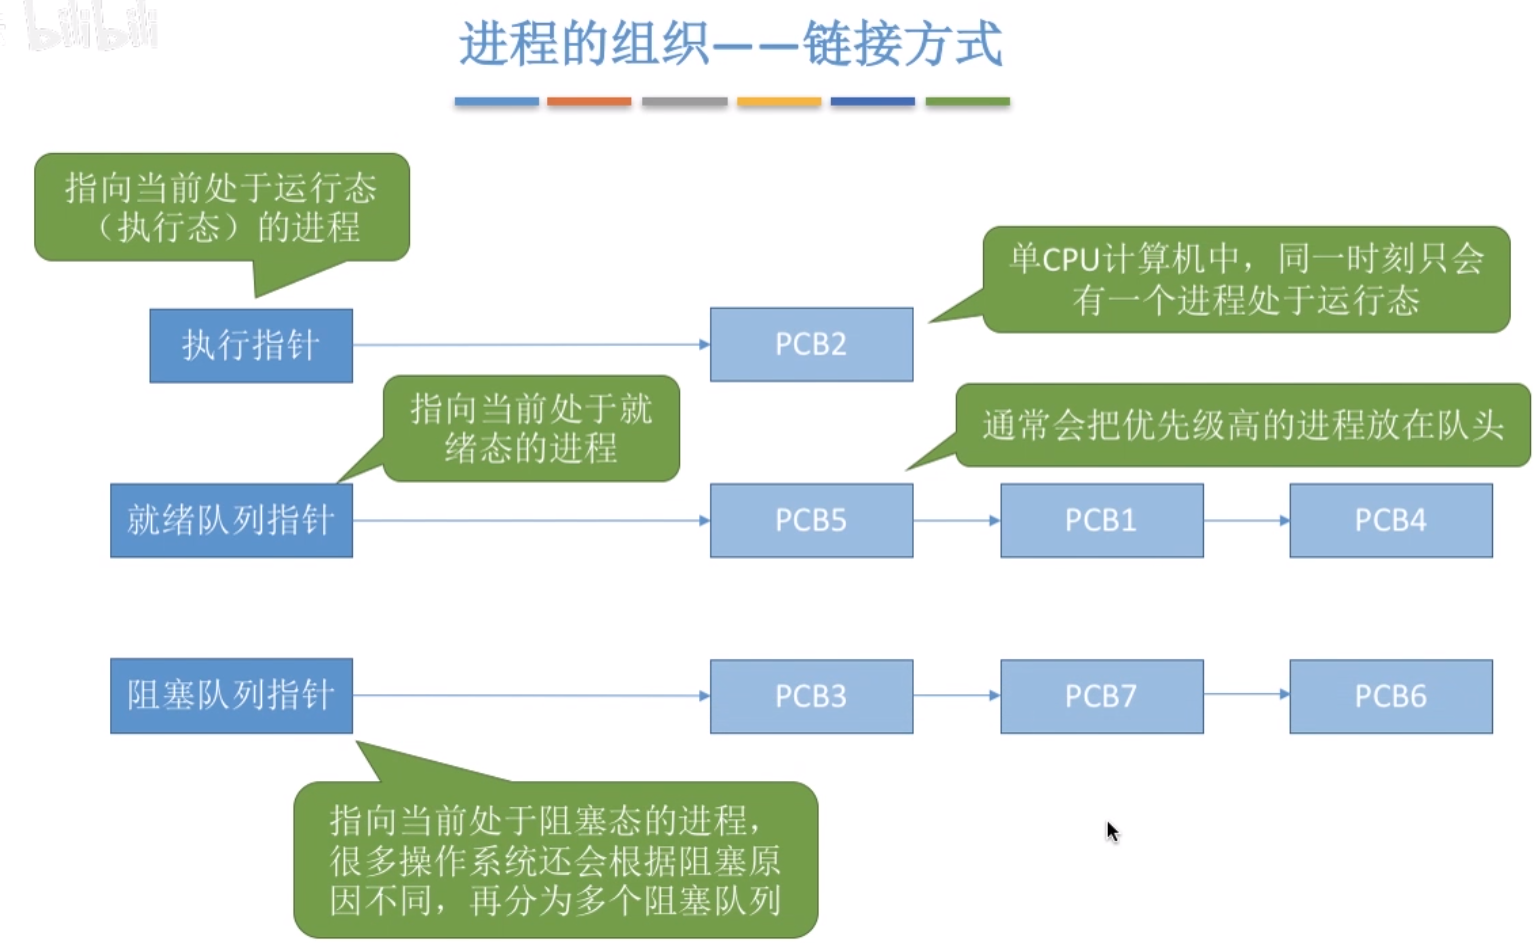 bilibili
进程的组织——链接方式
指向当前处于运行态
（执行态）的进程
单CPU计算机中，同一时刻只会
有一个进程处于运行态
执行指针
PCB2
指向当前处于就
绪态的进程
通常会把优先级高的进程放在队头
就绪队列指针
PCB5
PCB1
PCB4
阻塞队列指针
PCB3
PCB7
PCB6
指向当前处于阻塞态的进程，
很多操作系统还会根据阻塞原
因不同，再分为多个阻塞队列